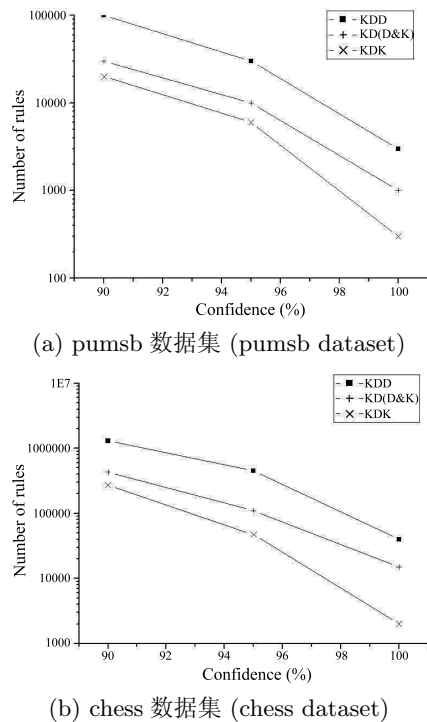 100000
10000
1000
100
Number of rules
KDD
KD(D&K)
KDK
90 92 94 96 98 100
Confidence (%)
(a) pumsb 数据集 (pumsb dataset)
1E7
1000000
100000
10000
1000
Number of rules
KDD
KD(D&K)
KDK
90 92 94 96 98 100
Confidence (%)
(b) chess 数据集 (chess dataset)